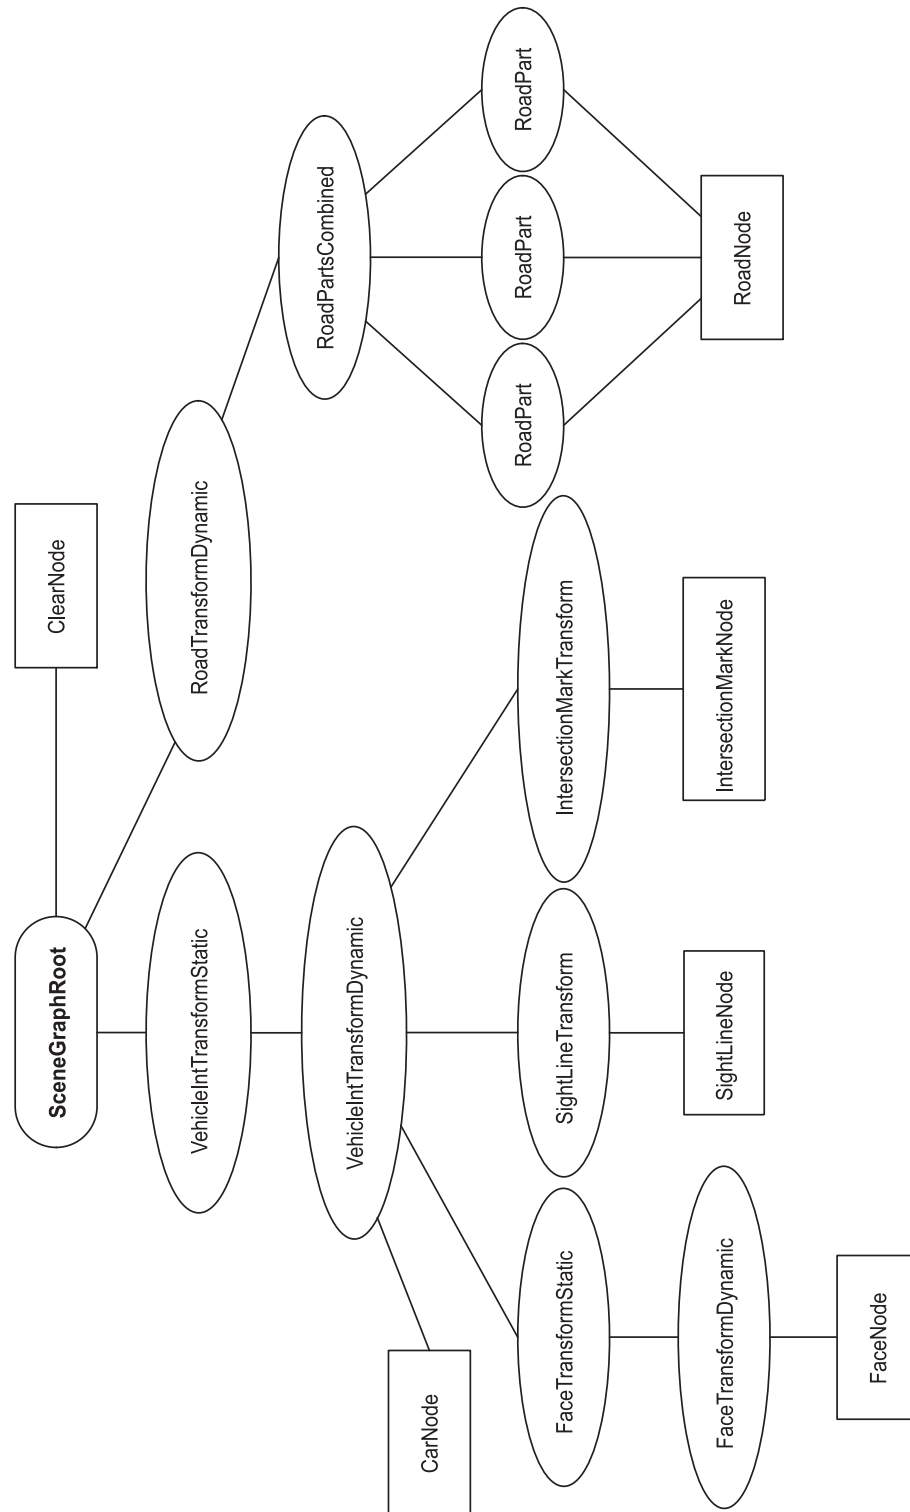 SceneGraphRoot
ClearNode
VehicleIntTransformStatic
RoadTransformDynamic
VehicleIntTransformDynamic
RoadPartsCombined
CarNode
FaceTransformStatic
SightLineTransform
IntersectionMarkTransform
RoadPart
RoadPart
RoadPart
FaceTransformDynamic
SightLineNode
IntersectionMarkNode
RoadNode
FaceNode